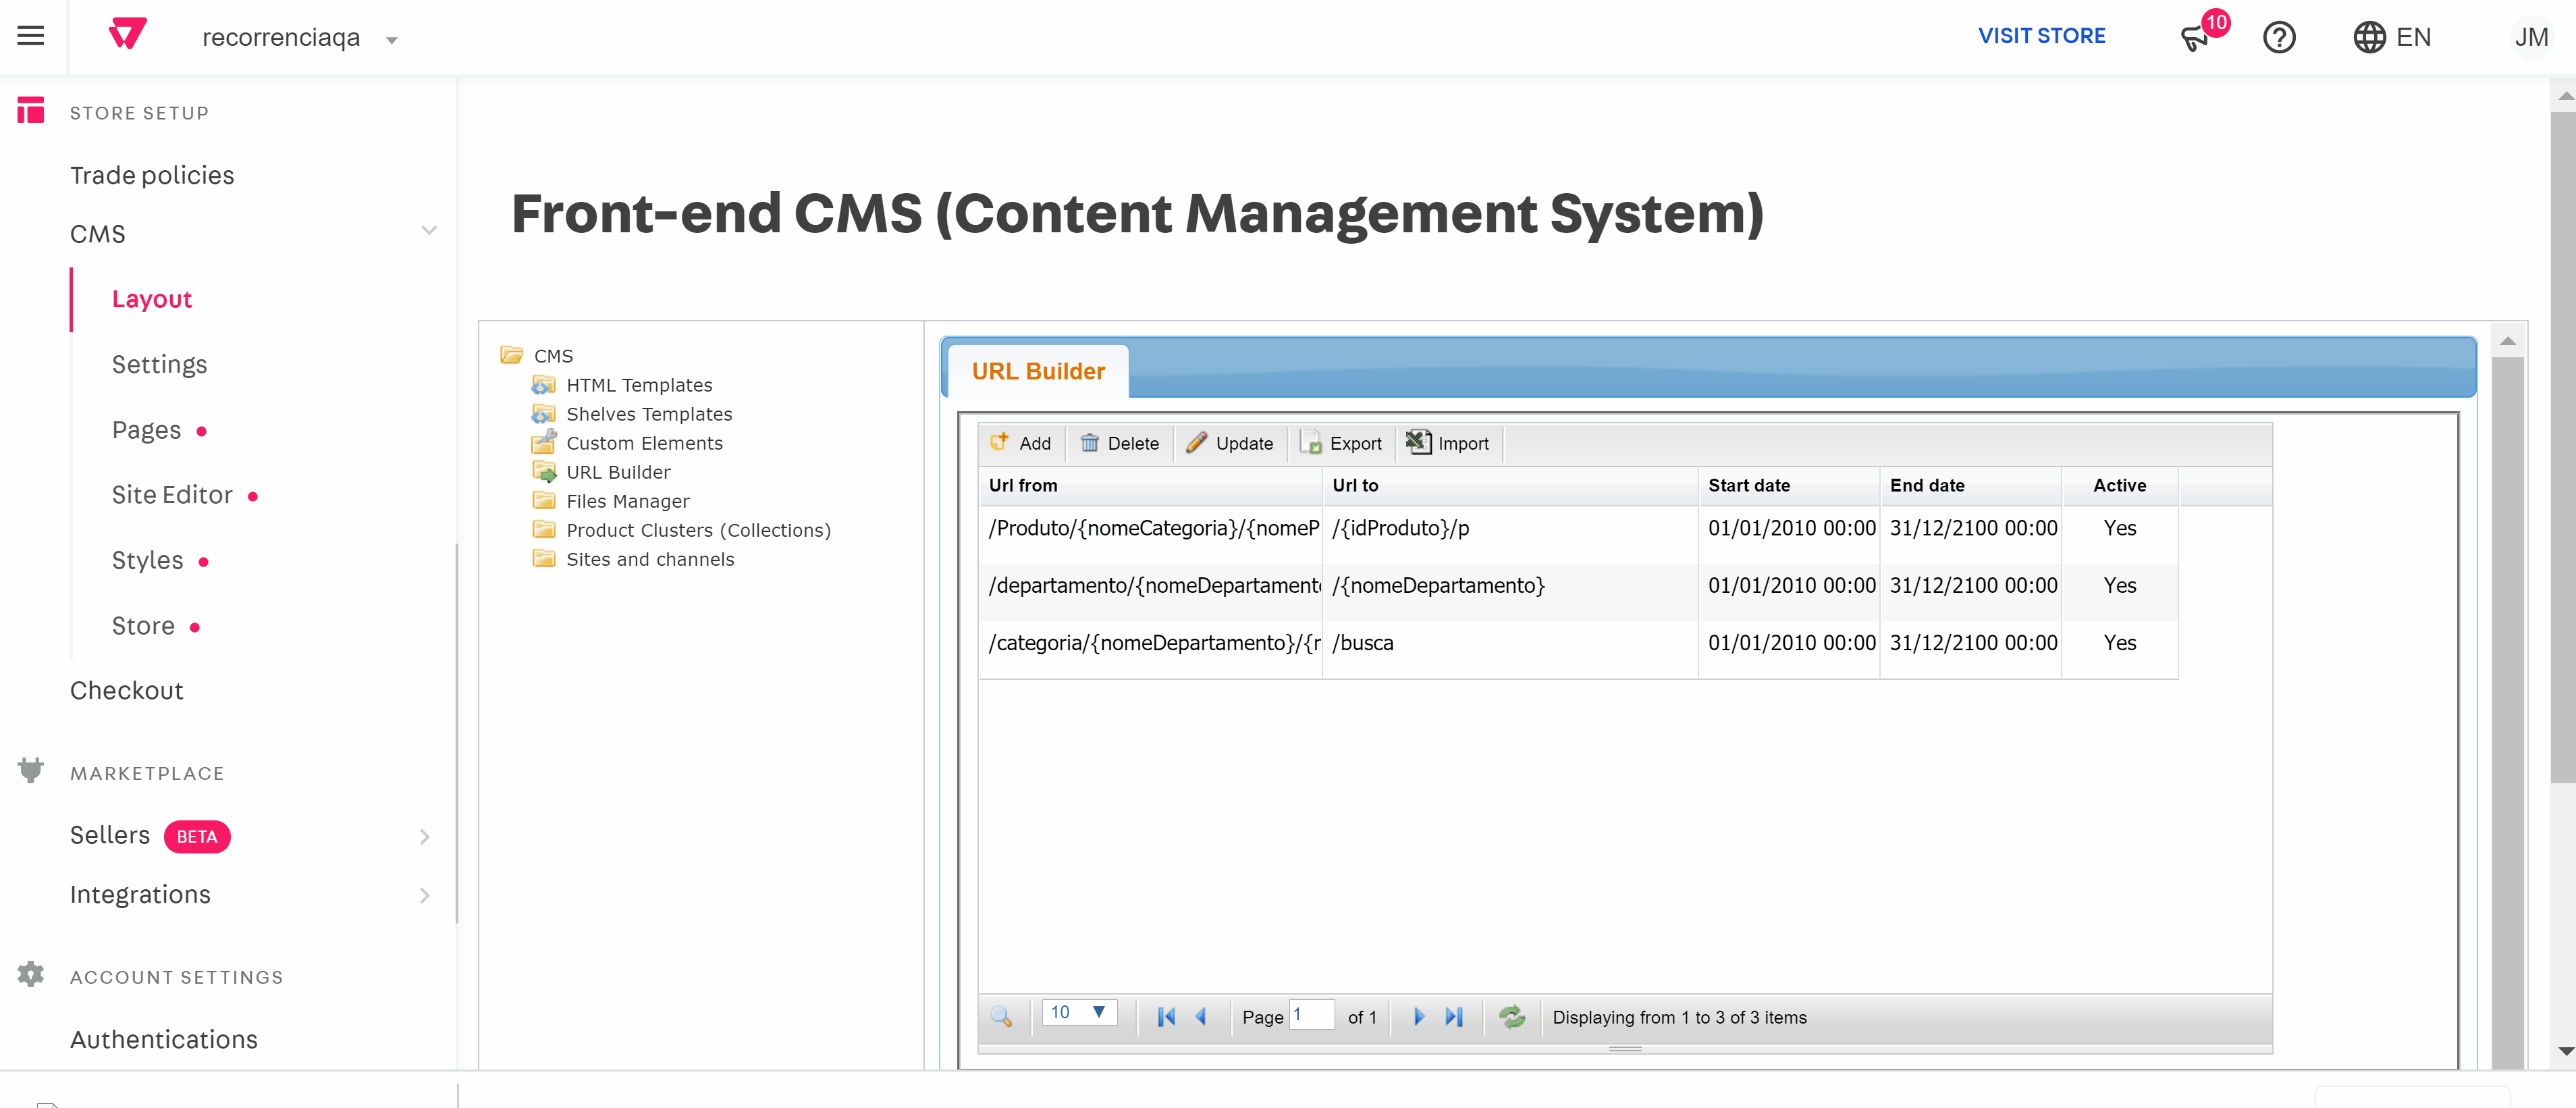 recorrenciaqa
VISIT STORE
10
EN
JM
STORE SETUP
Trade policies
CMS
Layout
Settings
Pages
Site Editor
Styles
Store
Checkout
MARKETPLACE
Sellers BETA
Integrations
ACCOUNT SETTINGS
Authentications
Front-end CMS (Content Management System)
CMS
HTML Templates
Shelves Templates
Custom Elements
URL Builder
Files Manager
Product Clusters (Collections)
Sites and channels
URL Builder
Add Delete Update Export Import
Url from Url to Start date End date Active
/Produto/{nomeCategoria}/{nomeP /{idProduto}/p 01/01/2010 00:00 31/12/2100 00:00 Yes
/departamento/{nomeDepartamento /{nomeDepartamento} 01/01/2010 00:00 31/12/2100 00:00 Yes
/categoria/{nomeDepartamento}/{n /busca 01/01/2010 00:00 31/12/2100 00:00 Yes
10 Page 1 of 1 Displaying from 1 to 3 of 3 items